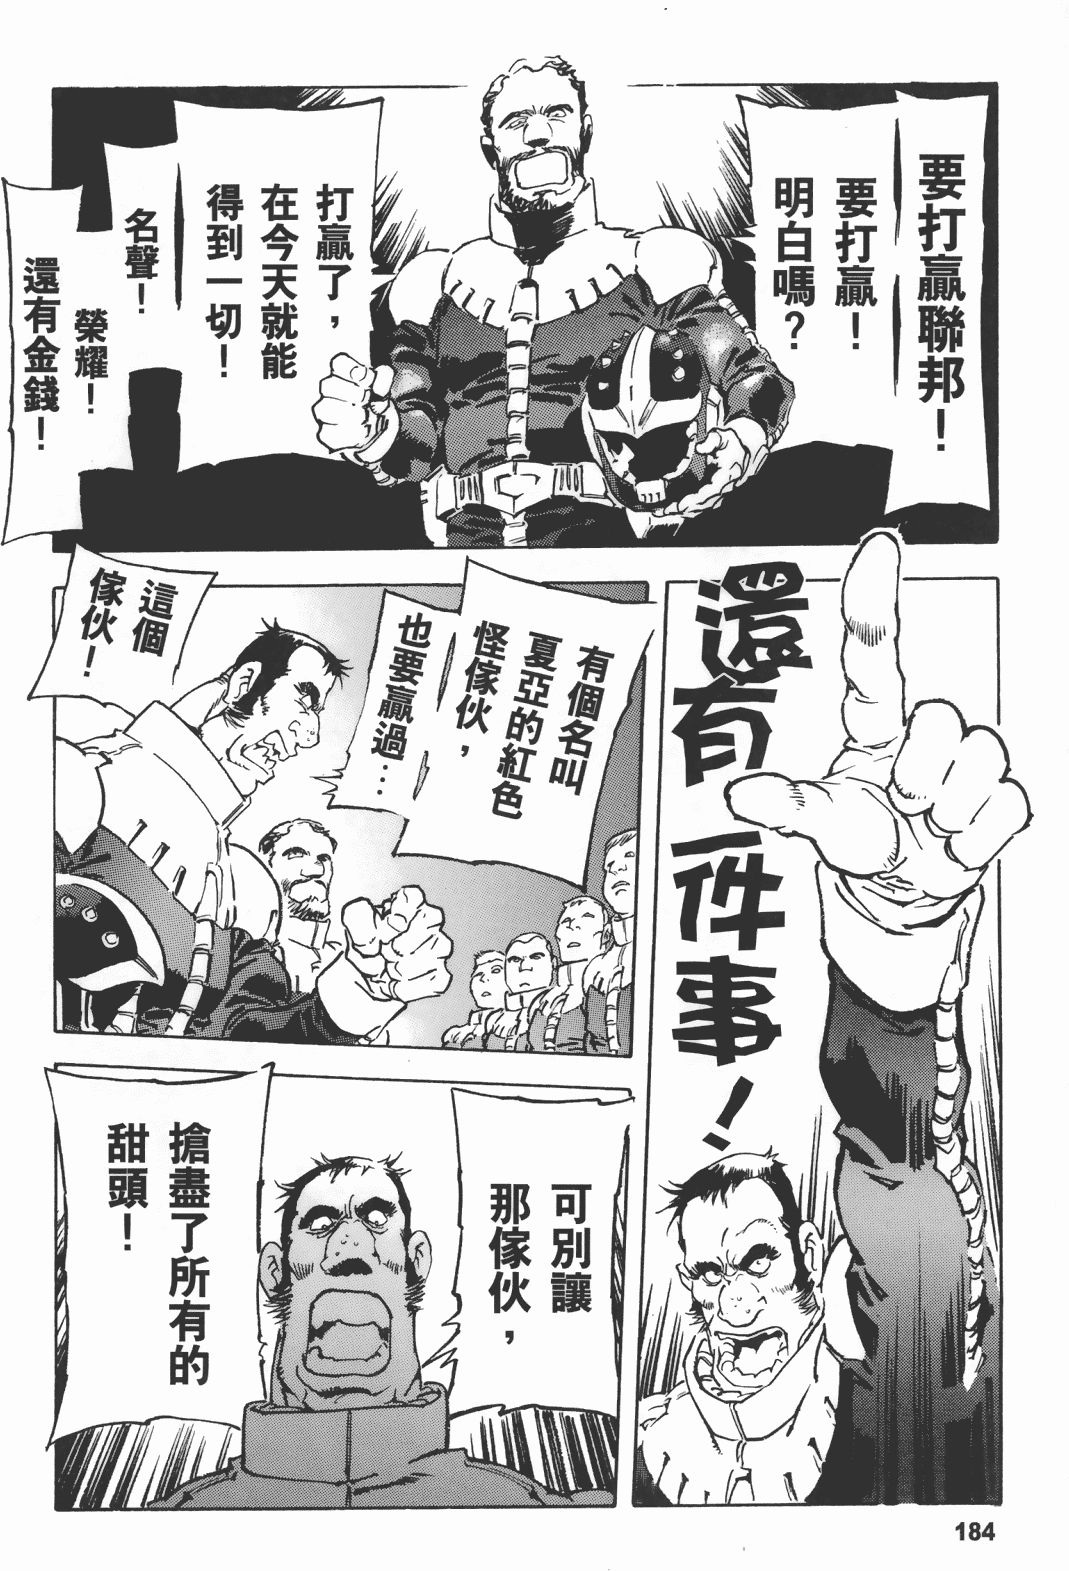 要打贏聯邦！
要打贏！
明白嗎？
打贏了，
在今天就能
得到一切！
名聲！
榮耀！
還有金錢！
還有一件事！
有個名叫
夏亞的紅色
怪傢伙，
也要贏過…
這個
傢伙！
可別讓
那傢伙，
搶盡了所有的
甜頭！
184